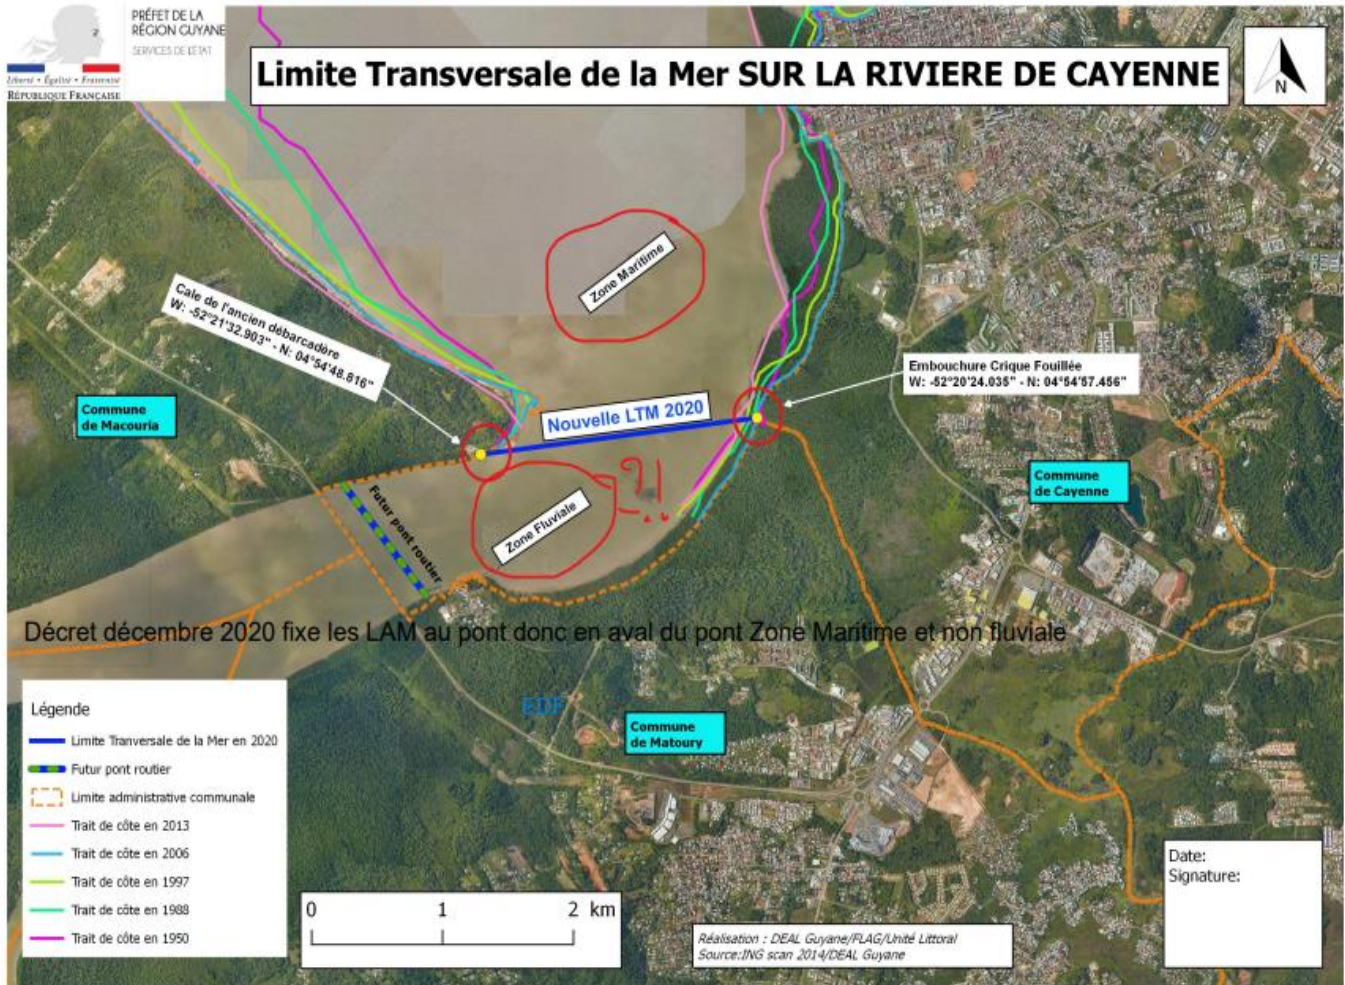 PRÉFET DE LA
RÉGION GUYANE
SERVICES DE L'ÉTAT
Liberté • Égalité • Fraternité
RÉPUBLIQUE FRANÇAISE
Limite Transversale de la Mer SUR LA RIVIERE DE CAYENNE
N
Zone Maritime
Cale de l'ancien débarcadère
W: -52°21'32.903" - N: 04°54'48.816"
Embouchure Crique Fouillée
W: -52°20'24.035" - N: 04°54'57.456"
Commune
de Macouria
Nouvelle LTM 2020
Commune
de Cayenne
?!
Futur pont routier
Zone Fluviale
Décret décembre 2020 fixe les LAM au pont donc en aval du pont Zone Maritime et non fluviale
EDF
Commune
de Matoury
Légende
Limite Tranversale de la Mer en 2020
Futur pont routier
Limite administrative communale
Trait de côte en 2013
Trait de côte en 2006
Trait de côte en 1997
Trait de côte en 1988
Trait de côte en 1950
0 1 2 km
Réalisation : DEAL Guyane/FLAG/Unité Littoral
Source:ING scan 2014/DEAL Guyane
Date:
Signature: